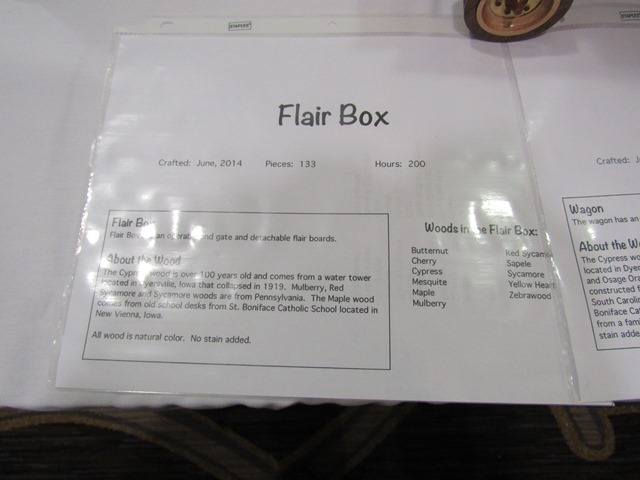 STAPLES
STAPLES
Flair Box
Crafted: June, 2014 Pieces: 133 Hours: 200
Flair Box
Flair Box an end gate and detachable flair boards.
About the Wood
The Cypress wood is over 100 years old and comes from a water tower
located in Dyersville, Iowa that collapsed in 1919. Mulberry, Red
Sycamore and Sycamore woods are from Pennsylvania. The Maple wood
comes from old school desks from St. Boniface Catholic School located in
New Vienna, Iowa.
All wood is natural color. No stain added.
Woods in the Flair Box:
Butternut
Cherry
Cypress
Mesquite
Maple
Mulberry
Red Sycamo
Sapele
Sycamore
Yellow Heart
Zebrawood
Crafted: J
Wagon
The wagon has an
About the Wo
The Cypress wo
located in Dyer
and Osage Ora
constructed f
South Carolin
Boniface Cat
from a fami
stain adde